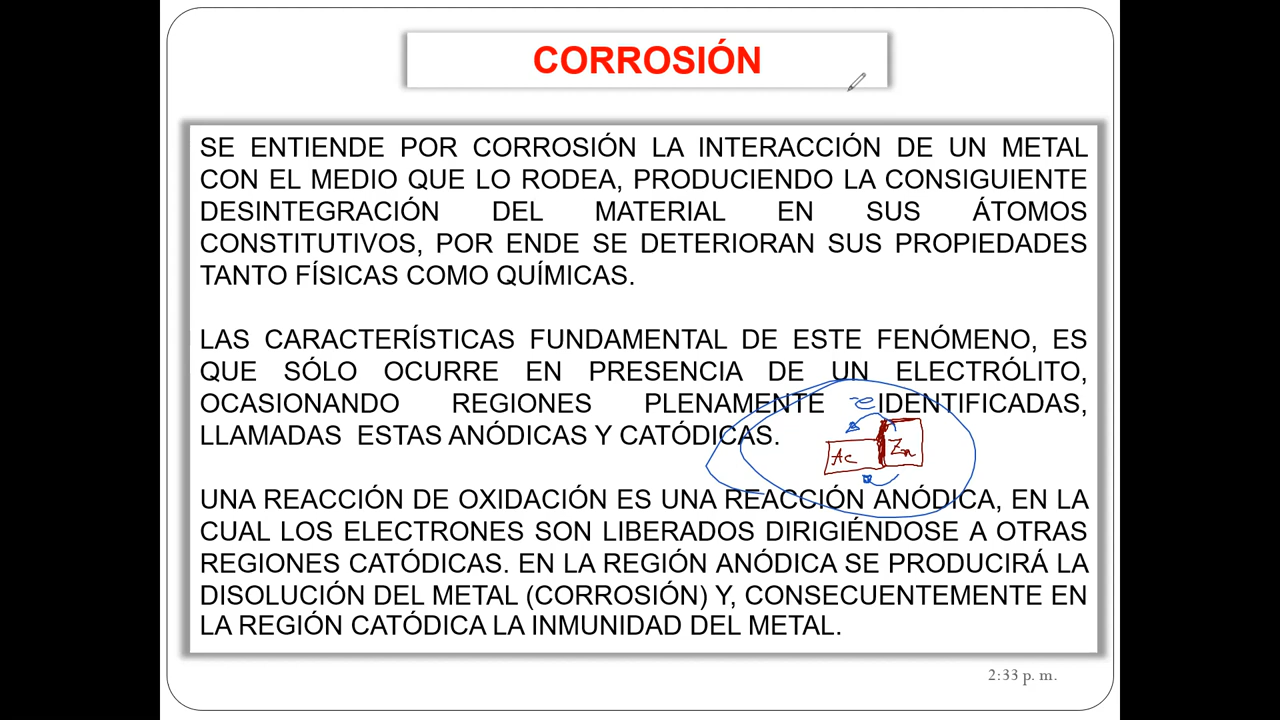 CORROSIÓN
SE ENTIENDE POR CORROSIÓN LA INTERACCIÓN DE UN METAL
CON EL MEDIO QUE LO RODEA, PRODUCIENDO LA CONSIGUIENTE
DESINTEGRACIÓN DEL MATERIAL EN SUS ÁTOMOS
CONSTITUTIVOS, POR ENDE SE DETERIORAN SUS PROPIEDADES
TANTO FÍSICAS COMO QUÍMICAS.
LAS CARACTERÍSTICAS FUNDAMENTAL DE ESTE FENÓMENO, ES
QUE SÓLO OCURRE EN PRESENCIA DE UN ELECTRÓLITO,
OCASIONANDO REGIONES PLENAMENTE IDENTIFICADAS,
LLAMADAS ESTAS ANÓDICAS Y CATÓDICAS.
Ac Zn
UNA REACCIÓN DE OXIDACIÓN ES UNA REACCIÓN ANÓDICA, EN LA
CUAL LOS ELECTRONES SON LIBERADOS DIRIGIÉNDOSE A OTRAS
REGIONES CATÓDICAS. EN LA REGIÓN ANÓDICA SE PRODUCIRÁ LA
DISOLUCIÓN DEL METAL (CORROSIÓN) Y, CONSECUENTEMENTE EN
LA REGIÓN CATÓDICA LA INMUNIDAD DEL METAL.
2:33 p. m.